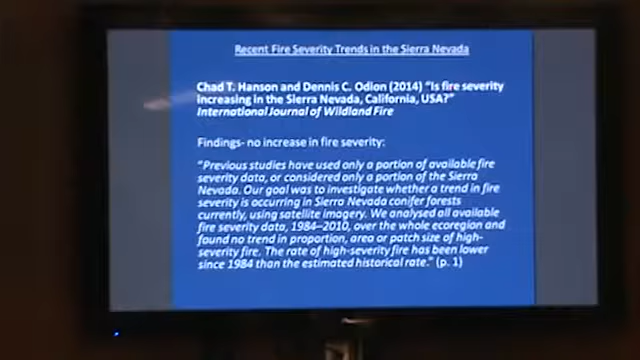 Recent Fire Severity Trends in the Sierra Nevada
Chad T. Hanson and Dennis C. Odion (2014) "Is fire severity
increasing in the Sierra Nevada, California, USA?"
International Journal of Wildland Fire
Findings- no increase in fire severity:
"Previous studies have used only a portion of available fire
severity data, or considered only a portion of the Sierra
Nevada. Our goal was to investigate whether a trend in fire
severity is occurring in Sierra Nevada conifer forests
currently, using satellite imagery. We analysed all available
fire severity data, 1984–2010, over the whole ecoregion and
found no trend in proportion, area or patch size of high-
severity fire. The rate of high-severity fire has been lower
since 1984 than the estimated historical rate." (p. 1)